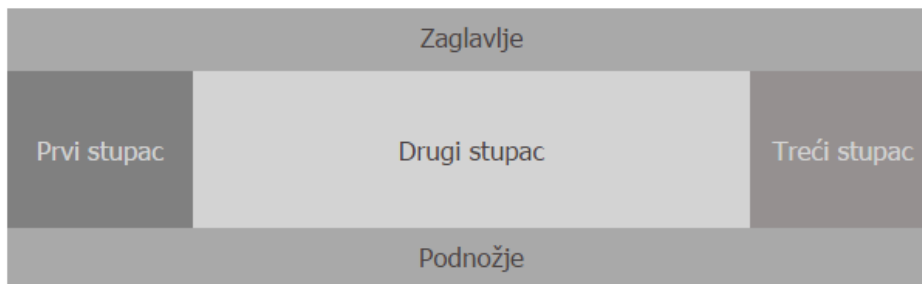 Zaglavlje
Prvi stupac
Drugi stupac
Treći stupac
Podnožje